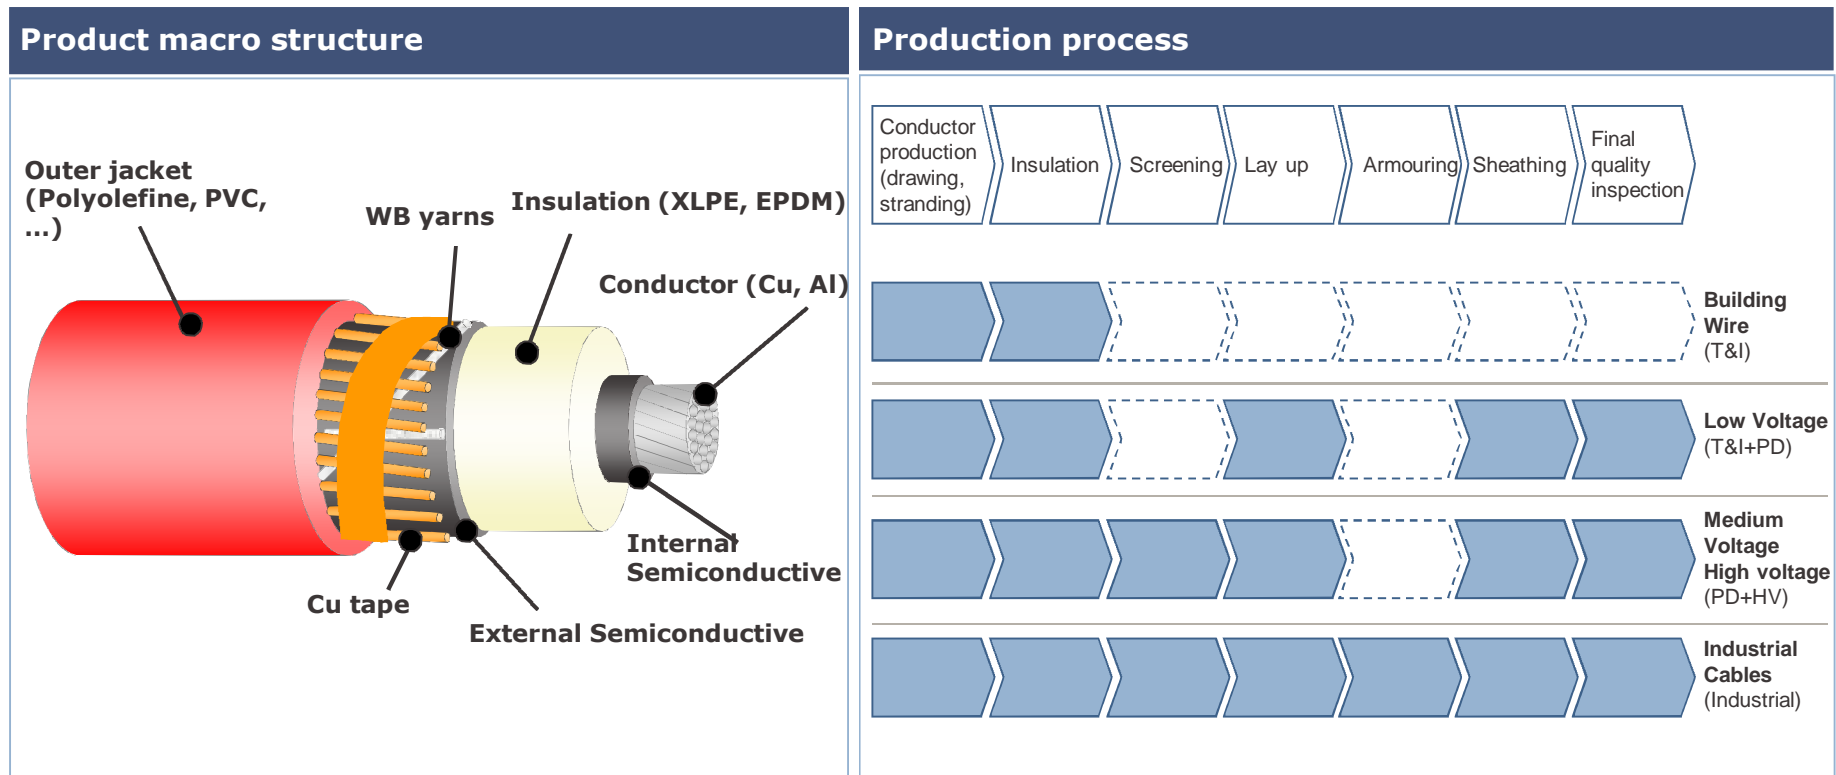 Product macro structure
Outer jacket
(Polyolefine, PVC,
...)
WB yarns
Insulation (XLPE, EPDM)
Conductor (Cu, Al)
Internal
Semiconductive
Cu tape
External Semiconductive
Production process
Conductor
production
(drawing,
stranding)
Insulation
Screening
Lay up
Armouring
Sheathing
Final
quality
inspection
Building
Wire
(T&I)
Low Voltage
(T&I+PD)
Medium
Voltage
High voltage
(PD+HV)
Industrial
Cables
(Industrial)